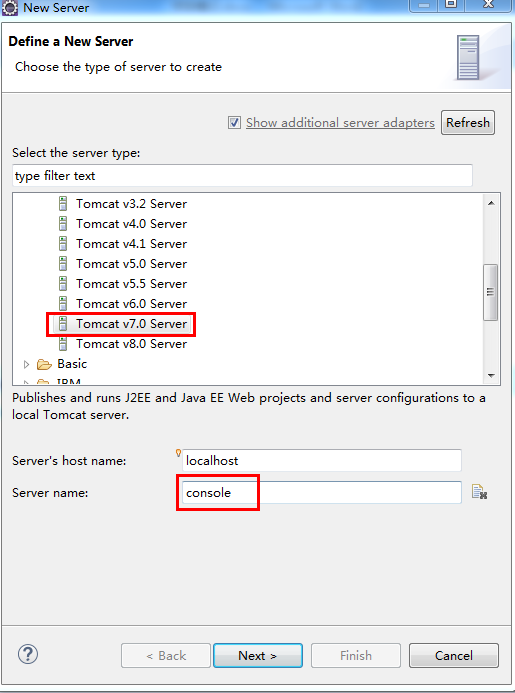 New Server
Define a New Server
Choose the type of server to create
Show additional server adapters
Refresh
Select the server type:
type filter text
Tomcat v3.2 Server
Tomcat v4.0 Server
Tomcat v4.1 Server
Tomcat v5.0 Server
Tomcat v5.5 Server
Tomcat v6.0 Server
Tomcat v7.0 Server
Tomcat v8.0 Server
Basic
IBM
Publishes and runs J2EE and Java EE Web projects and server configurations to a
local Tomcat server.
Server's host name:
localhost
Server name:
console
?
< Back
Next >
Finish
Cancel